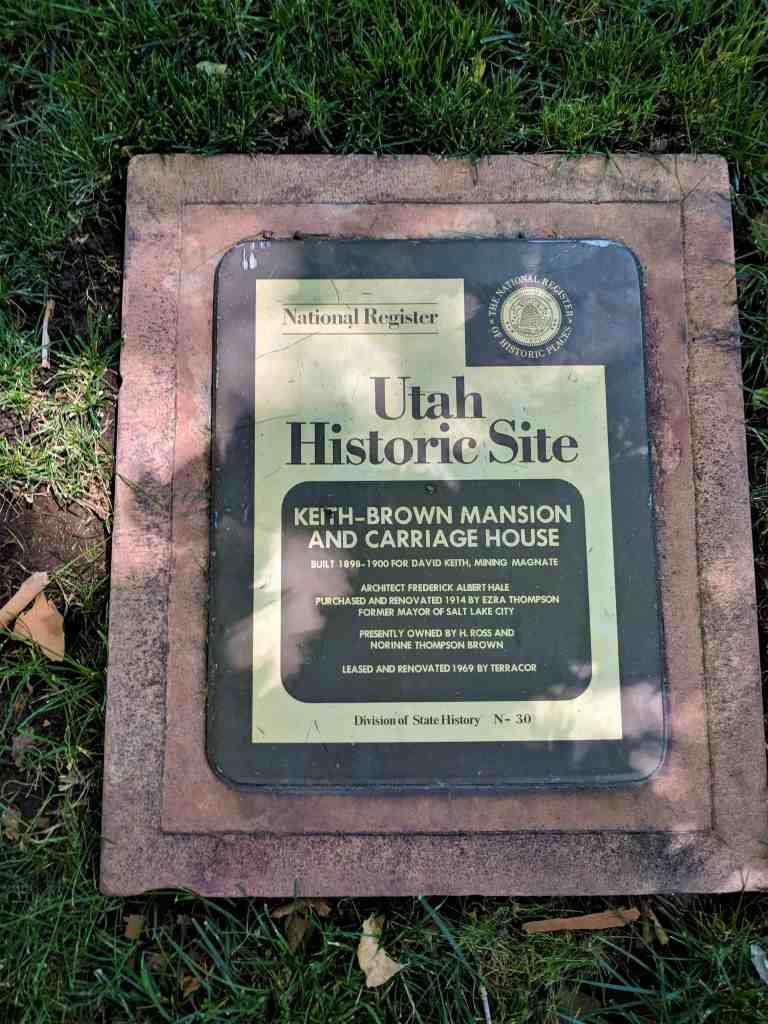 National Register
THE NATIONAL REGISTER
OF HISTORIC PLACES
Utah
Historic Site
KEITH-BROWN MANSION
AND CARRIAGE HOUSE
BUILT 1898-1900 FOR DAVID KEITH, MINING MAGNATE
ARCHITECT FREDERICK ALBERT HALE
PURCHASED AND RENOVATED 1914 BY EZRA THOMPSON
FORMER MAYOR OF SALT LAKE CITY
PRESENTLY OWNED BY H. ROSS AND
NORINNE THOMPSON BROWN
LEASED AND RENOVATED 1969 BY TERRACOR
Division of State History N- 30